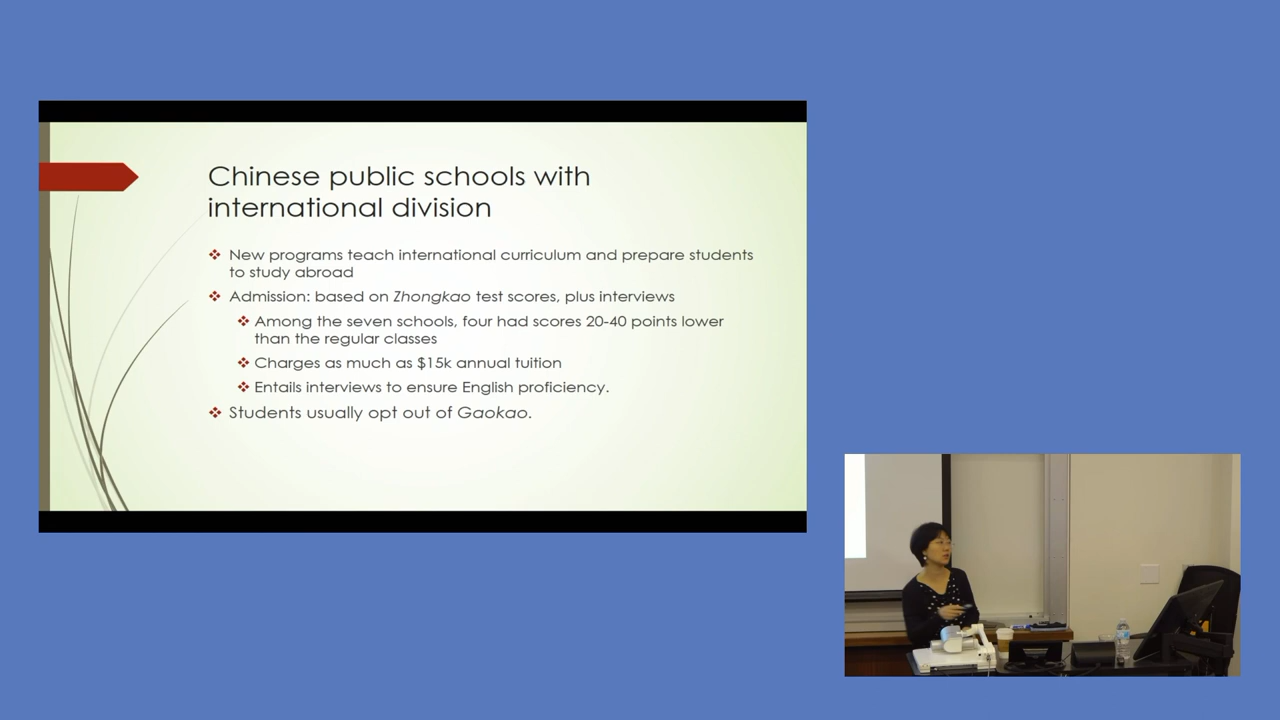 Chinese public schools with
international division
❖ New programs teach international curriculum and prepare students
to study abroad
❖ Admission: based on Zhongkao test scores, plus interviews
❖ Among the seven schools, four had scores 20-40 points lower
than the regular classes
❖ Charges as much as $15k annual tuition
❖ Entails interviews to ensure English proficiency.
❖ Students usually opt out of Gaokao.